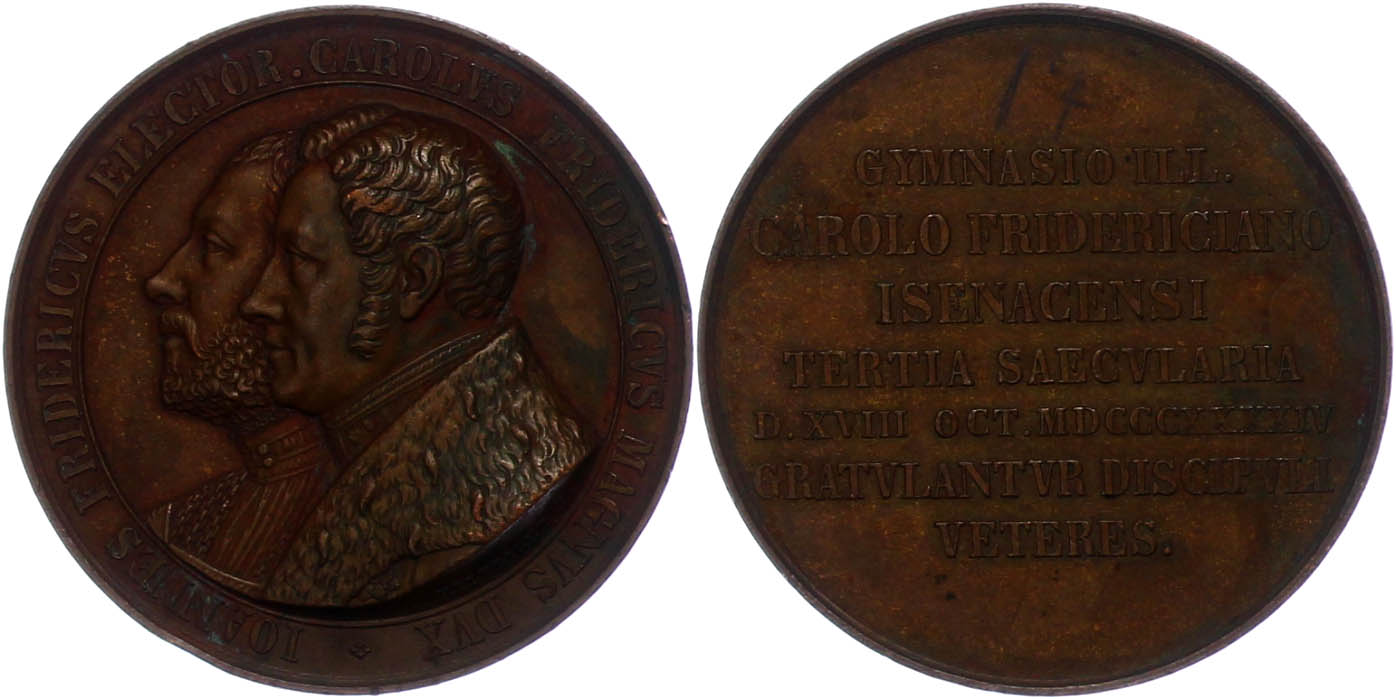 IOANNES FRIDERICVS ELECTOR. CAROLVS FRIDERICVS MAGNVS DVX
GYMNASIO ILL.
CAROLO FRIDERICIANO
ISENACENSI
TERTIA SAECVLARIA
D. XVIII OCT. MDCCCXXXXIV
GRATVLANTVR DISCIPVLI
VETERES.